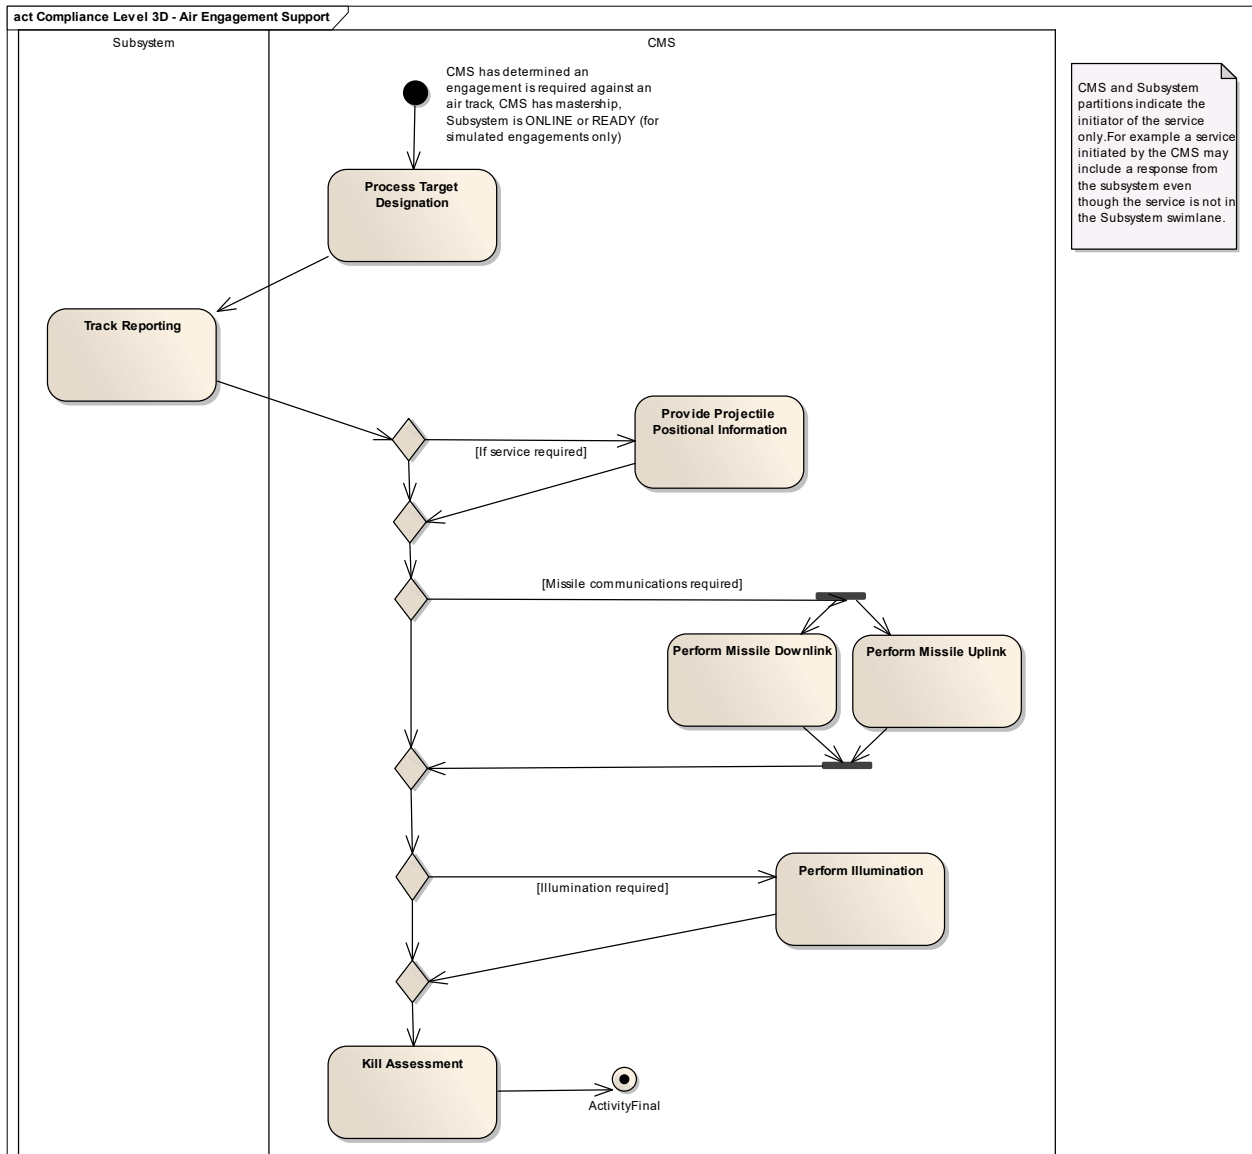 act Compliance Level 3D - Air Engagement Support
Subsystem
CMS
CMS has determined an
engagement is required against an
air track, CMS has mastership,
Subsystem is ONLINE or READY (for
simulated engagements only)
CMS and Subsystem
partitions indicate the
initiator of the service
only.For example a service
initiated by the CMS may
include a response from
the subsystem even
though the service is not in
the Subsystem swimlane.
Process Target
Designation
Track Reporting
Provide Projectile
Positional Information
[If service required]
[Missile communications required]
Perform Missile Downlink
Perform Missile Uplink
Perform Illumination
[Illumination required]
Kill Assessment
ActivityFinal